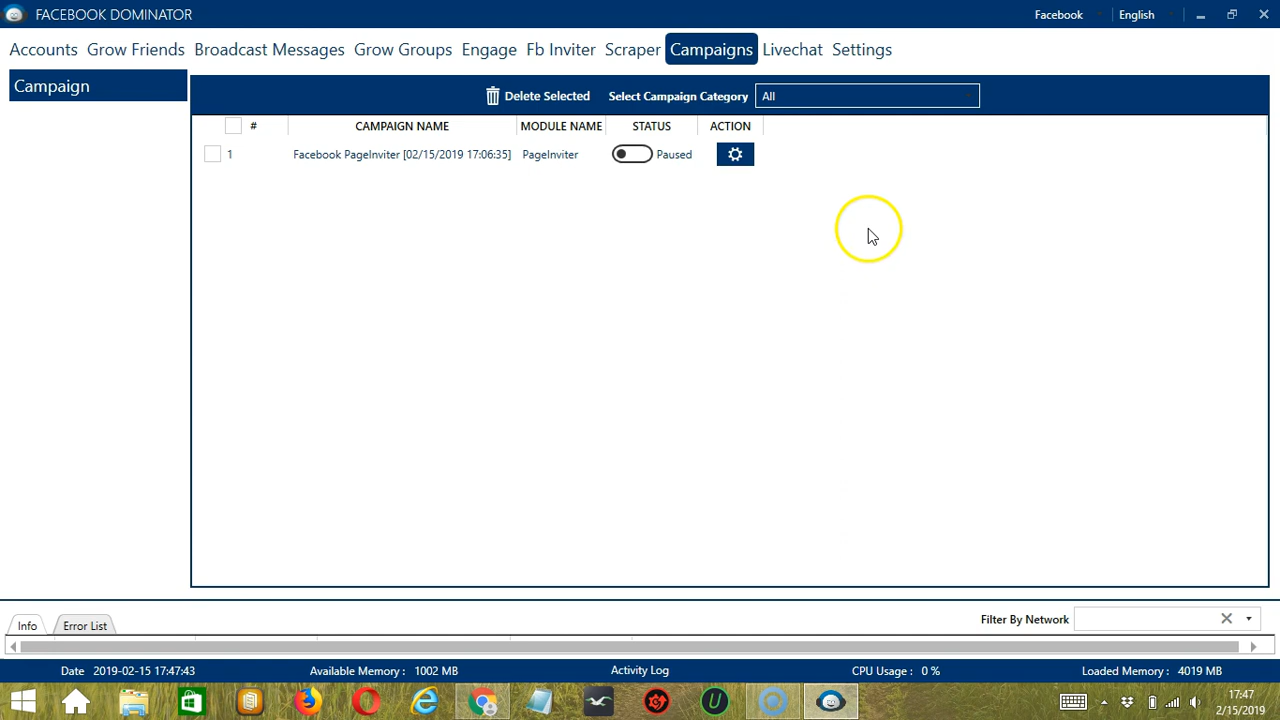 FACEBOOK DOMINATOR
Facebook English
Accounts Grow Friends Broadcast Messages Grow Groups Engage Fb Inviter Scraper Campaigns Livechat Settings
Campaign
Delete Selected Select Campaign Category All
# CAMPAIGN NAME MODULE NAME STATUS ACTION
1 Facebook PageInviter [02/15/2019 17:06:35] PageInviter Paused
Filter By Network
Info Error List
Date 2019-02-15 17:47:43 Available Memory : 1002 MB Activity Log CPU Usage : 0 % Loaded Memory : 4019 MB
17:47
2/15/2019